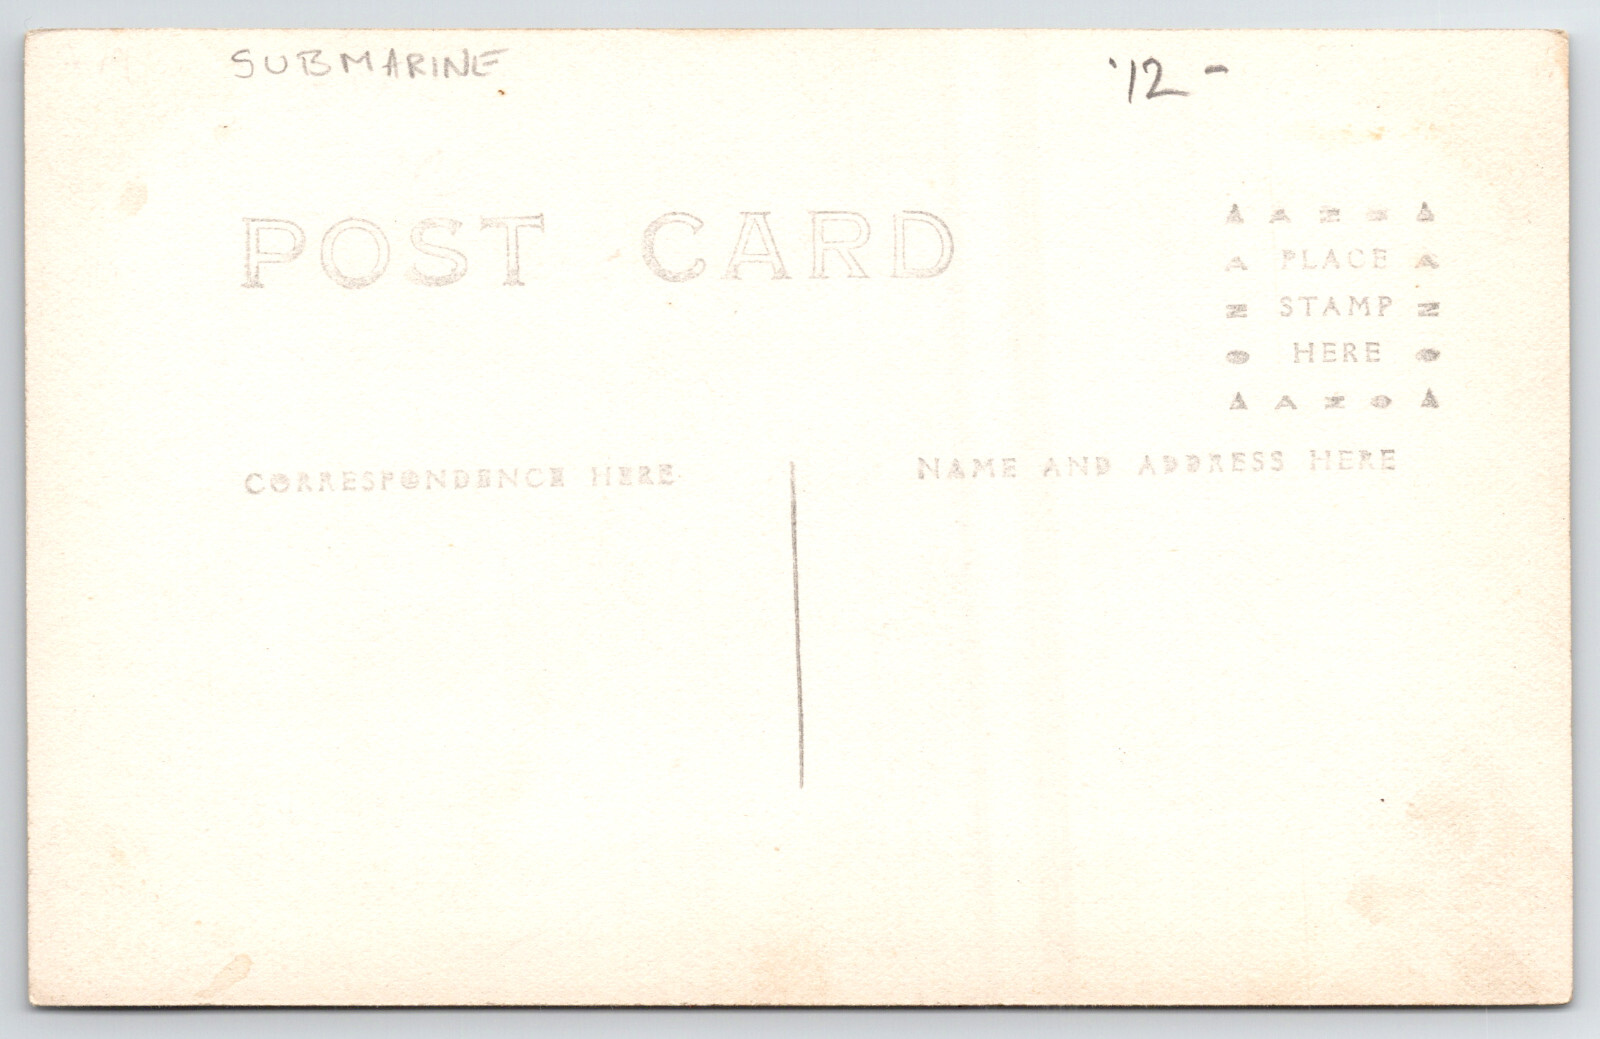 SUBMARINE
'12 -
POST CARD
PLACE
STAMP
HERE
CORRESPONDENCE HERE
NAME AND ADDRESS HERE